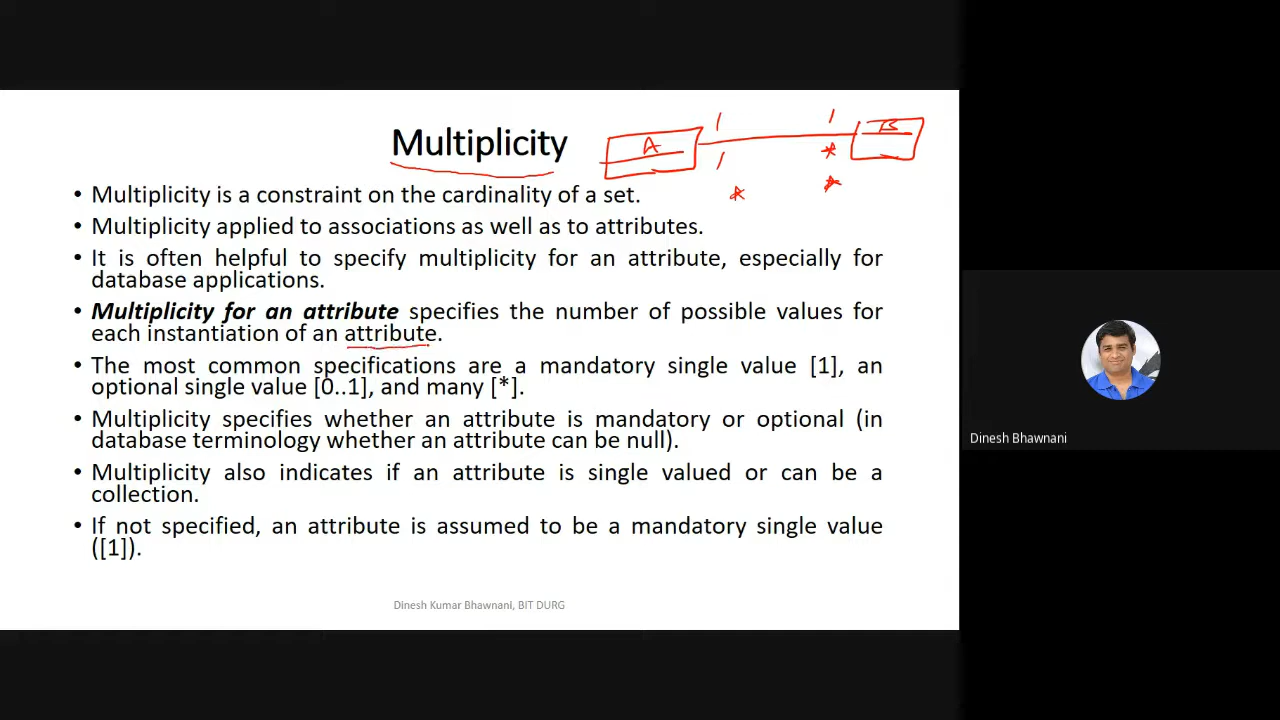 Multiplicity
A
1
1
B
1
*
*
*
• Multiplicity is a constraint on the cardinality of a set.
• Multiplicity applied to associations as well as to attributes.
• It is often helpful to specify multiplicity for an attribute, especially for
database applications.
• Multiplicity for an attribute specifies the number of possible values for
each instantiation of an attribute.
• The most common specifications are a mandatory single value [1], an
optional single value [0..1], and many [*].
• Multiplicity specifies whether an attribute is mandatory or optional (in
database terminology whether an attribute can be null).
• Multiplicity also indicates if an attribute is single valued or can be a
collection.
• If not specified, an attribute is assumed to be a mandatory single value
([1]).
Dinesh Kumar Bhawnani, BIT DURG
Dinesh Bhawnani